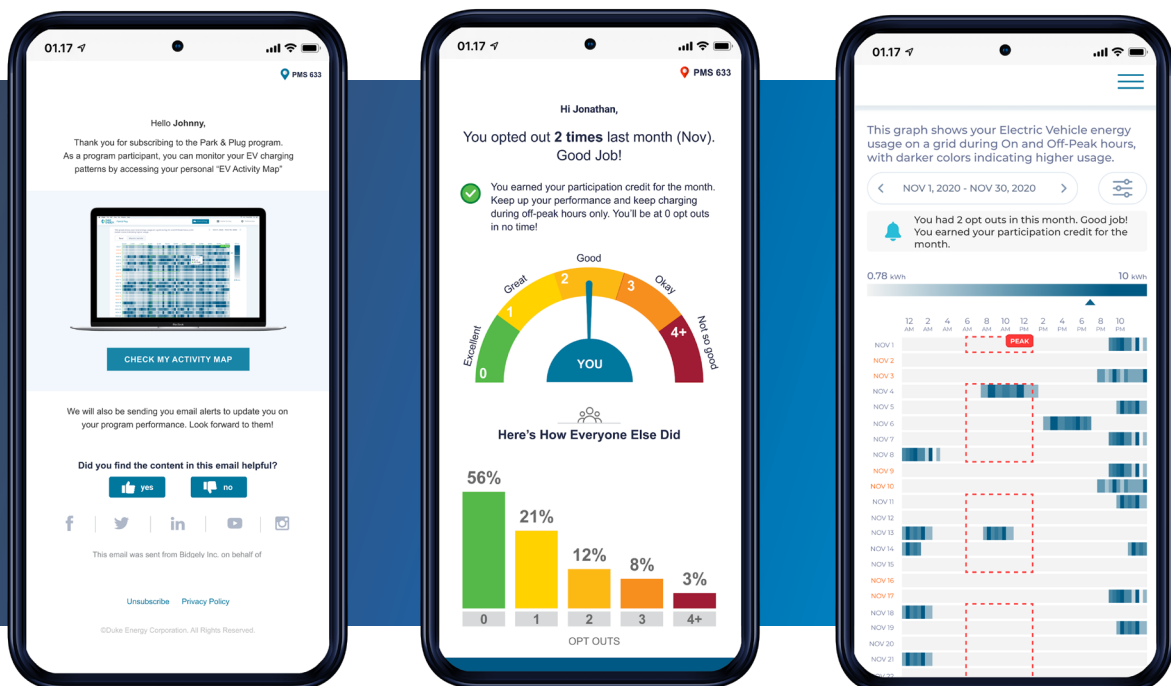 01.17
PMS 633
Hello Johnny,
Thank you for subscribing to the Park & Plug program.
As a program participant, you can monitor your EV charging
patterns by accessing your personal “EV Activity Map”
CHECK MY ACTIVITY MAP
We will also be sending you email alerts to update you on
your program performance. Look forward to them!
Did you find the content in this email helpful?
yes
no
This email was sent from Bidgely Inc. on behalf of
Unsubscribe Privacy Policy
©Duke Energy Corporation. All Rights Reserved.
01.17
PMS 633
Hi Jonathan,
You opted out 2 times last month (Nov).
Good Job!
You earned your participation credit for the month.
Keep up your performance and keep charging
during off-peak hours only. You'll be at 0 opt outs
in no time!
Excellent
Great
Good
Okay
Not so good
0
1
2
3
4+
YOU
Here's How Everyone Else Did
56%
21%
12%
8%
3%
0 1 2 3 4+
OPT OUTS
01.17
This graph shows your Electric Vehicle energy
usage on a grid during On and Off-Peak hours,
with darker colors indicating higher usage.
NOV 1, 2020 - NOV 30, 2020
You had 2 opt outs in this month. Good job!
You earned your participation credit for the
month.
0.78 kWh 10 kWh
12 2 4 6 8 10 12 2 4 6 8 10
AM AM AM AM AM AM PM PM PM PM PM PM
PEAK
NOV 1
NOV 2
NOV 3
NOV 4
NOV 5
NOV 6
NOV 7
NOV 8
NOV 9
NOV 10
NOV 11
NOV 12
NOV 13
NOV 14
NOV 15
NOV 16
NOV 17
NOV 18
NOV 19
NOV 20
NOV 21